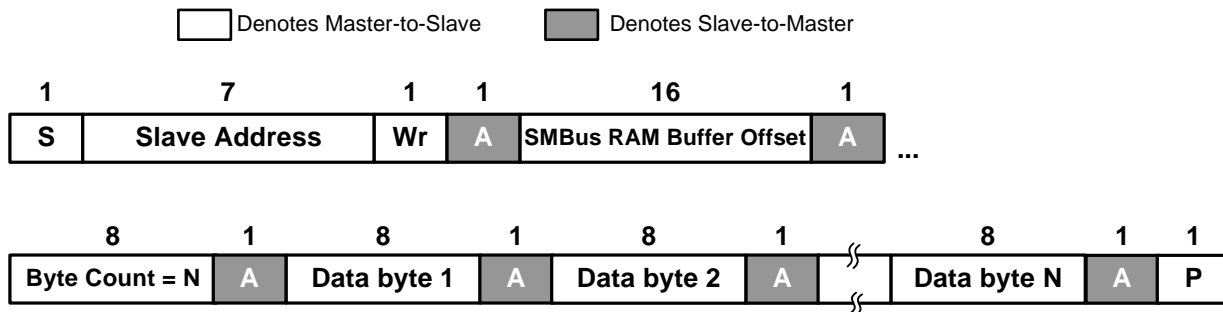 Denotes Master-to-Slave Denotes Slave-to-Master
1 7 1 1 16 1
S Slave Address Wr A SMBus RAM Buffer Offset A ...
8 1 8 1 8 1 8 1 1
Byte Count = N A Data byte 1 A Data byte 2 A Data byte N A P